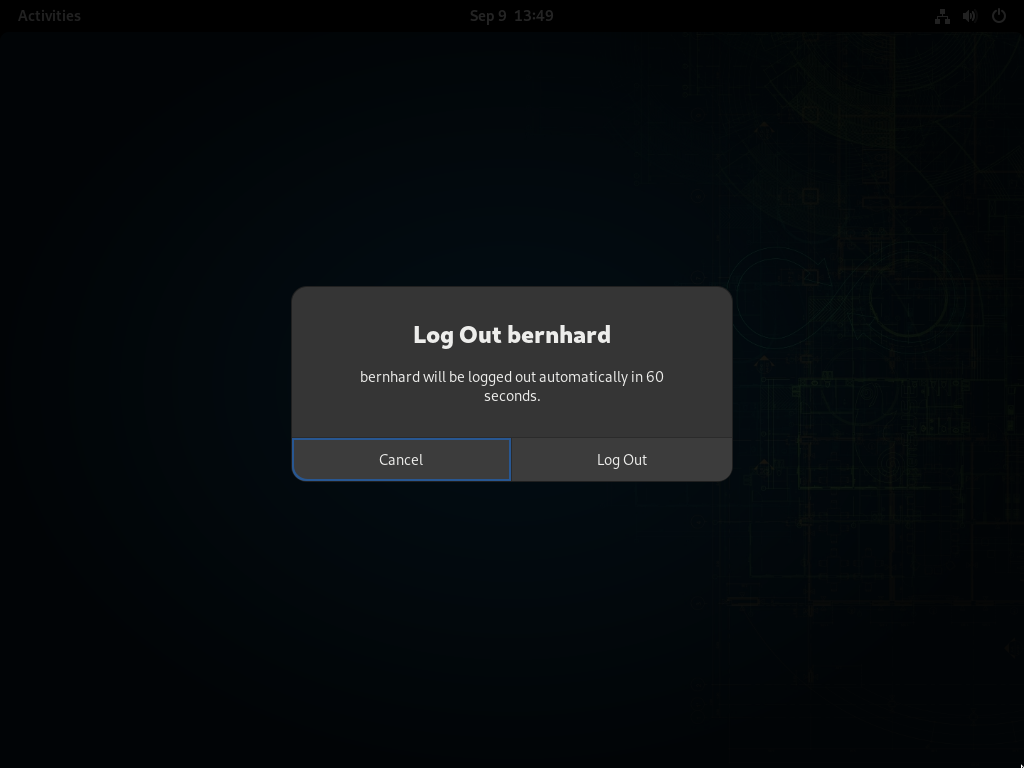 Activities
Sep 9 13:49
Log Out bernhard
bernhard will be logged out automatically in 60
seconds.
Cancel
Log Out